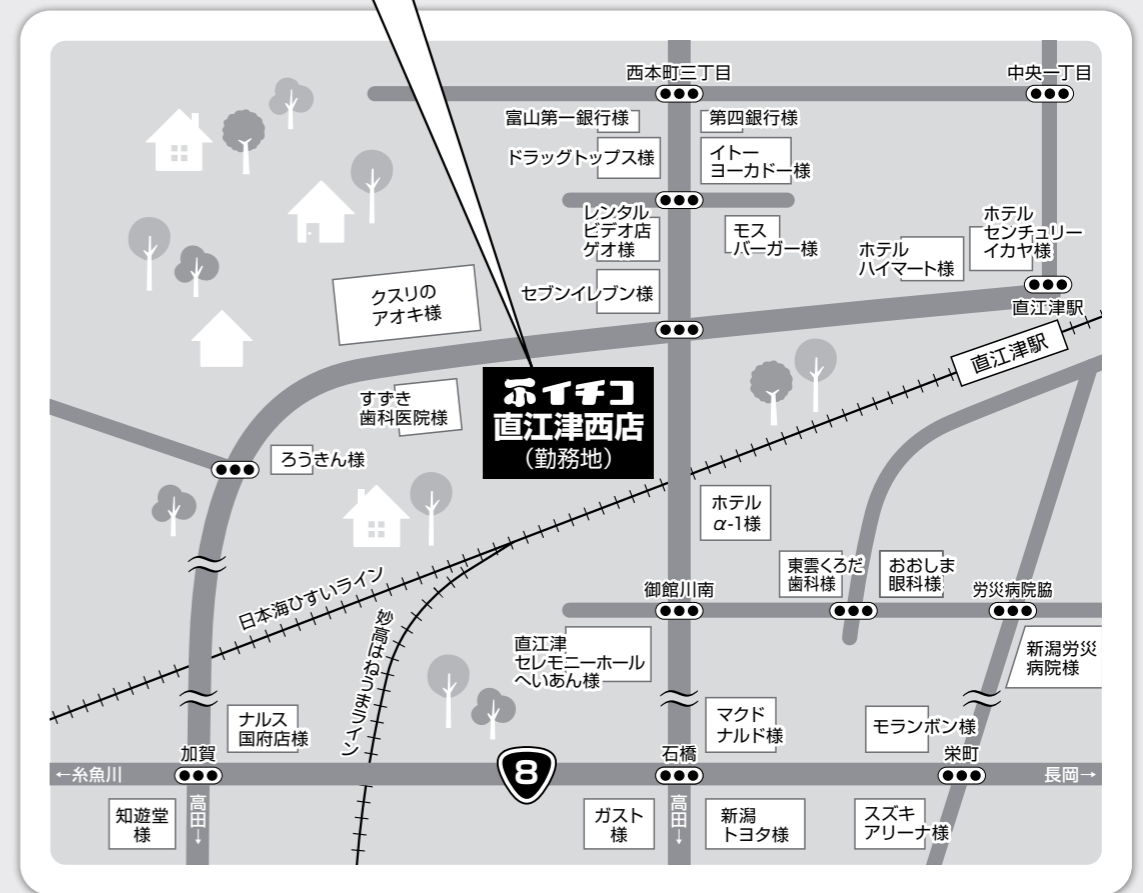 西本町三丁目
中央一丁目
富山第一銀行様
第四銀行様
ドラッグトップス様
イトー
ヨーカドー様
レンタル
ビデオ店
ゲオ様
モス
バーガー様
ホテル
ハイマート様
ホテル
センチュリー
イカヤ様
セブンイレブン様
クスリの
アオキ様
直江津駅
直江津駅
すずき
歯科医院様
ホイチコ
直江津西店
（勤務地）
ろうきん様
ホテル
α-1様
東雲くろだ
歯科様
おおしま
眼科様
御館川南
労災病院脇
日本海ひすいライン
妙高はねうまライン
直江津
セレモニーホール
へいあん様
新潟労災
病院様
ナルス
国府店様
マクド
ナルド様
モランボン様
加賀
石橋
栄町
←糸魚川
8
長岡→
知遊堂
様
高田→
ガスト
様
高田→
新潟
トヨタ様
スズキ
アリーナ様